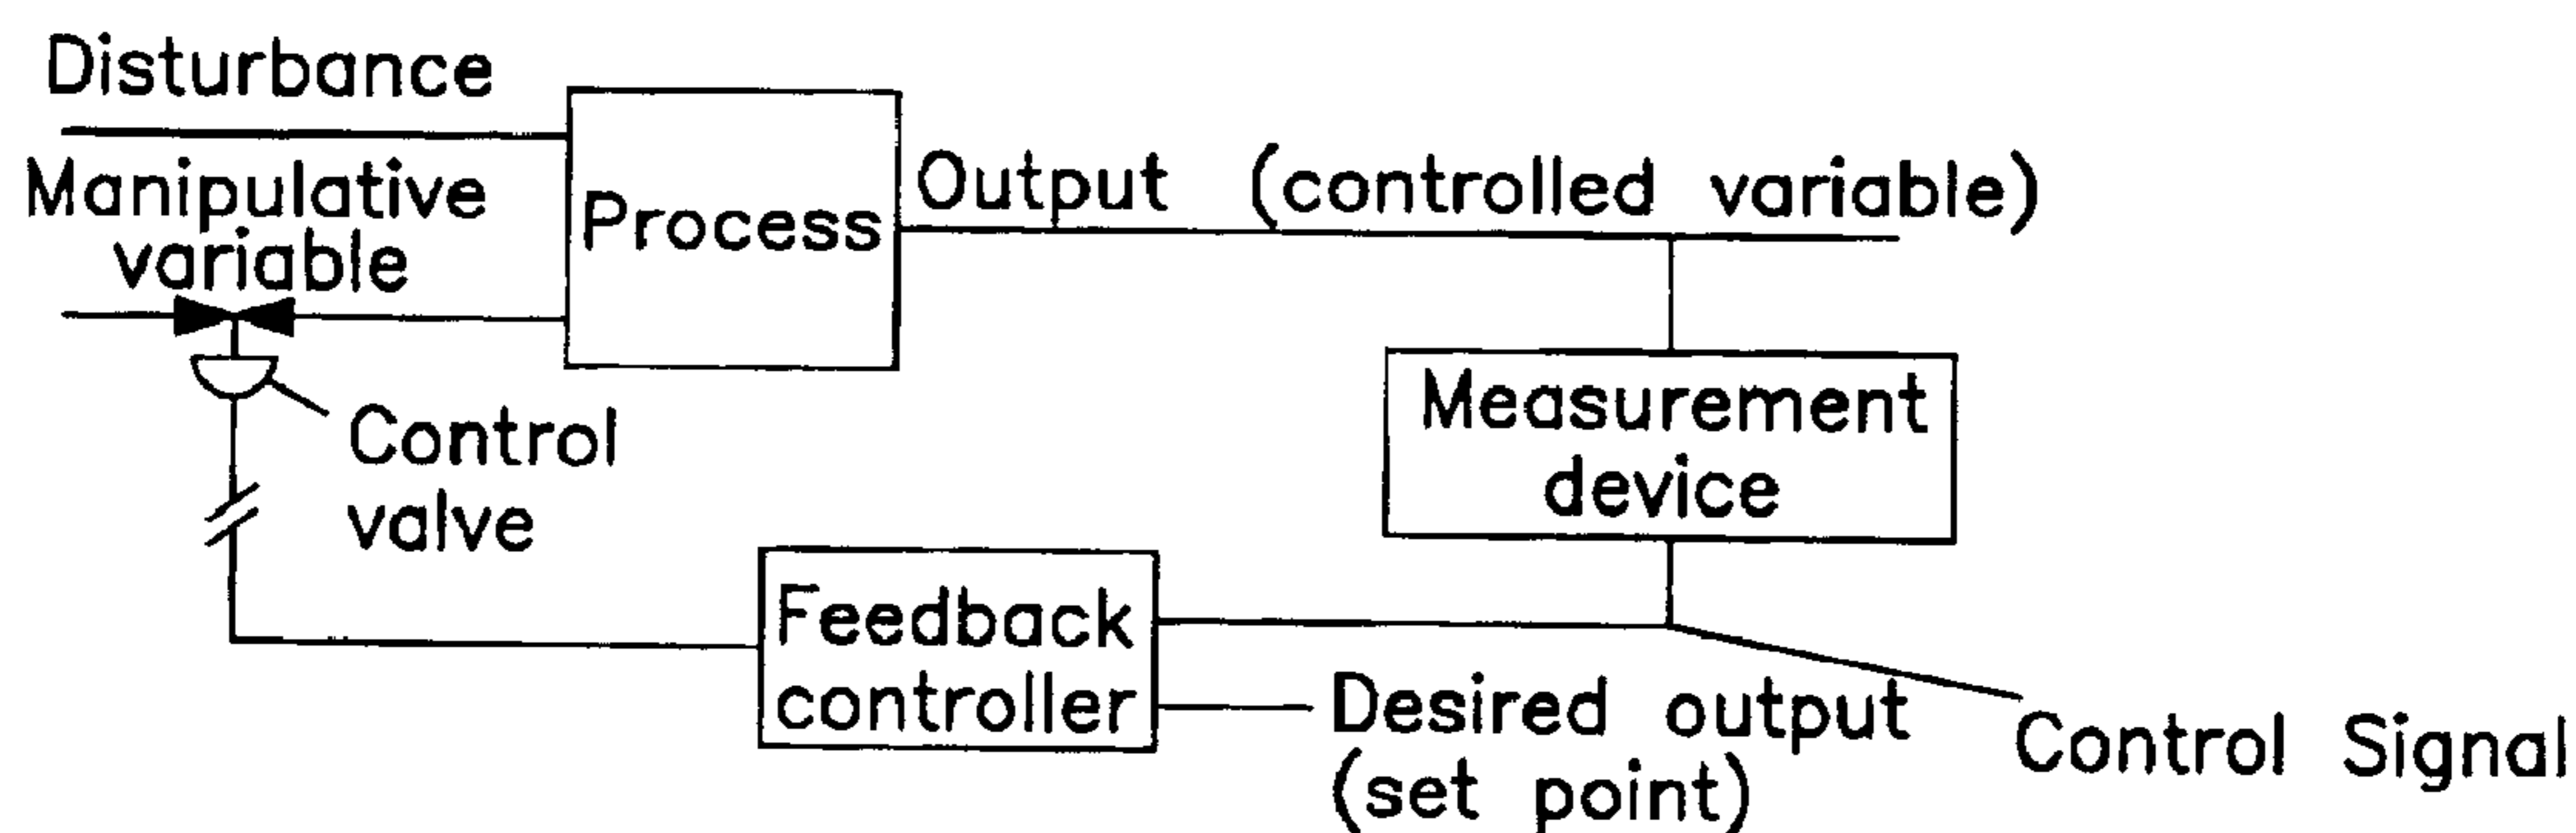 Disturbance
Manipulative
variable
Process
Output (controlled variable)
Control
valve
Measurement
device
Feedback
controller
Desired output
(set point)
Control Signal